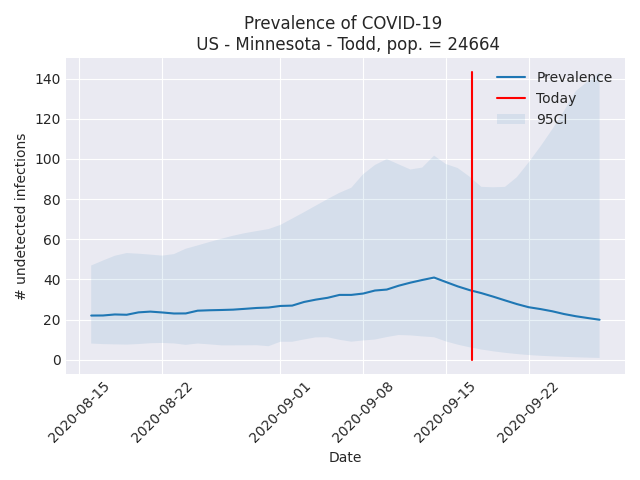 Prevalence of COVID-19
US - Minnesota - Todd, pop. = 24664
Prevalence
Today
95CI
# undetected infections
140
120
100
80
60
40
20
0
2020-08-15
2020-08-22
2020-09-01
2020-09-08
2020-09-15
2020-09-22
Date